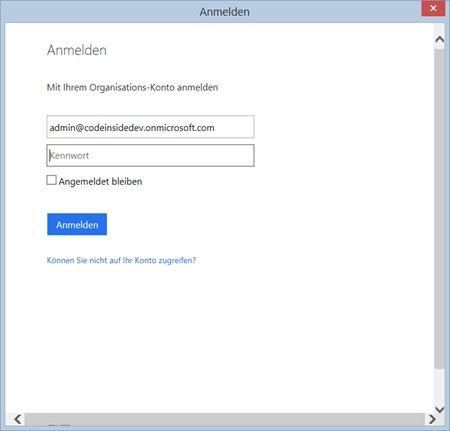 Anmelden
Anmelden
Mit Ihrem Organisations-Konto anmelden
admin@codeinsidedev.onmicrosoft.com
Kennwort
Angemeldet bleiben
Anmelden
Können Sie nicht auf Ihr Konto zugreifen?